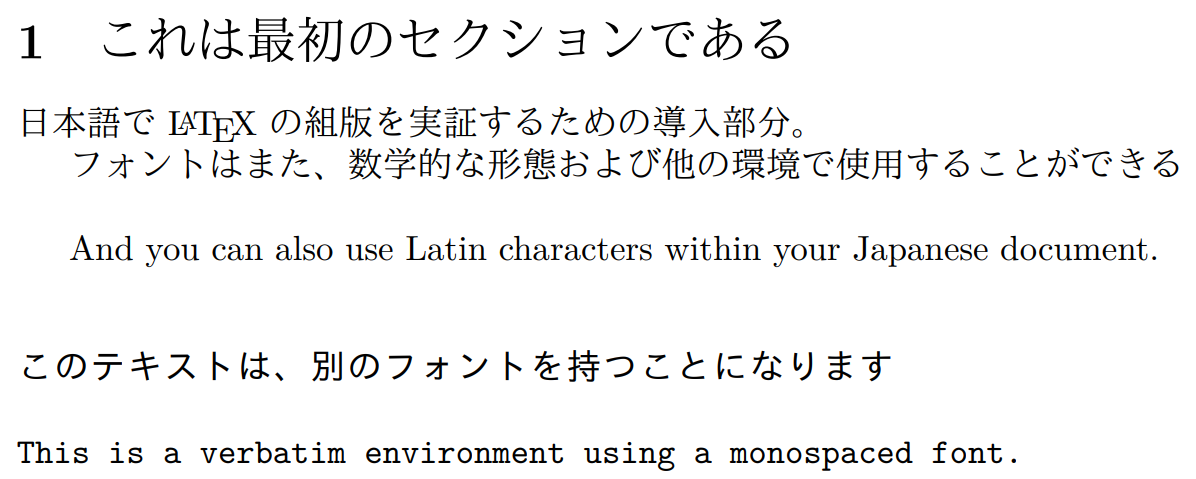 1 これは最初のセクションである
日本語で LATEX の組版を実証するための導入部分。
フォントはまた、数学的な形態および他の環境で使用することができる
And you can also use Latin characters within your Japanese document.
このテキストは、別のフォントを持つことになります
This is a verbatim environment using a monospaced font.